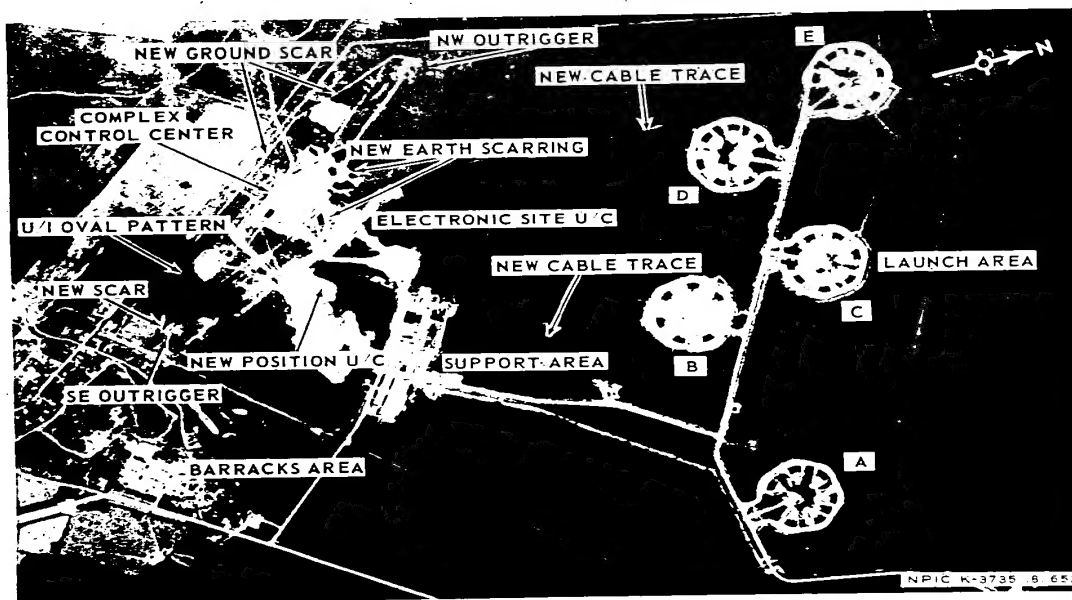 NEW GROUND SCAR
NW OUTRIGGER
E
N
NEW CABLE TRACE
COMPLEX
CONTROL CENTER
NEW EARTH SCARRING
D
U/I OVAL PATTERN
ELECTRONIC SITE U/C
NEW CABLE TRACE
LAUNCH AREA
NEW SCAR
C
NEW POSITION U/C
SUPPORT AREA
B
SE OUTRIGGER
BARRACKS AREA
A
NPIC K-3735